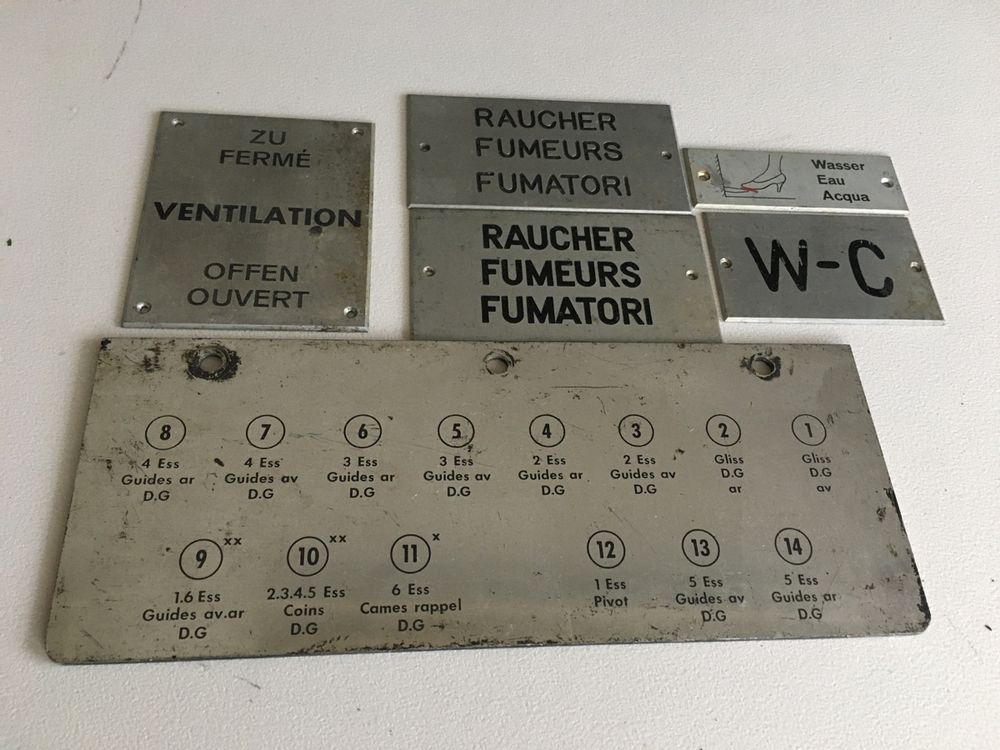 ZU
FERMÉ
VENTILATION
OFFEN
OUVERT
RAUCHER
FUMEURS
FUMATORI
Wasser
Eau
Acqua
RAUCHER
FUMEURS
FUMATORI
W-C
8 7 6 5 4 3 2 1
4 Ess 4 Ess 3 Ess 3 Ess 2 Ess 2 Ess Gliss Gliss
Guides ar Guides av Guides ar Guides av Guides ar Guides av D.G D.G
D.G D.G D.G D.G D.G D.G ar av
9 xx 10 xx 11 x 12 13 14
1.6 Ess 2.3.4.5 Ess 6 Ess 1 Ess 5 Ess 5 Ess
Guides av.ar Coins Cames rappel Pivot Guides av Guides ar
D.G D.G D.G D.G D.G